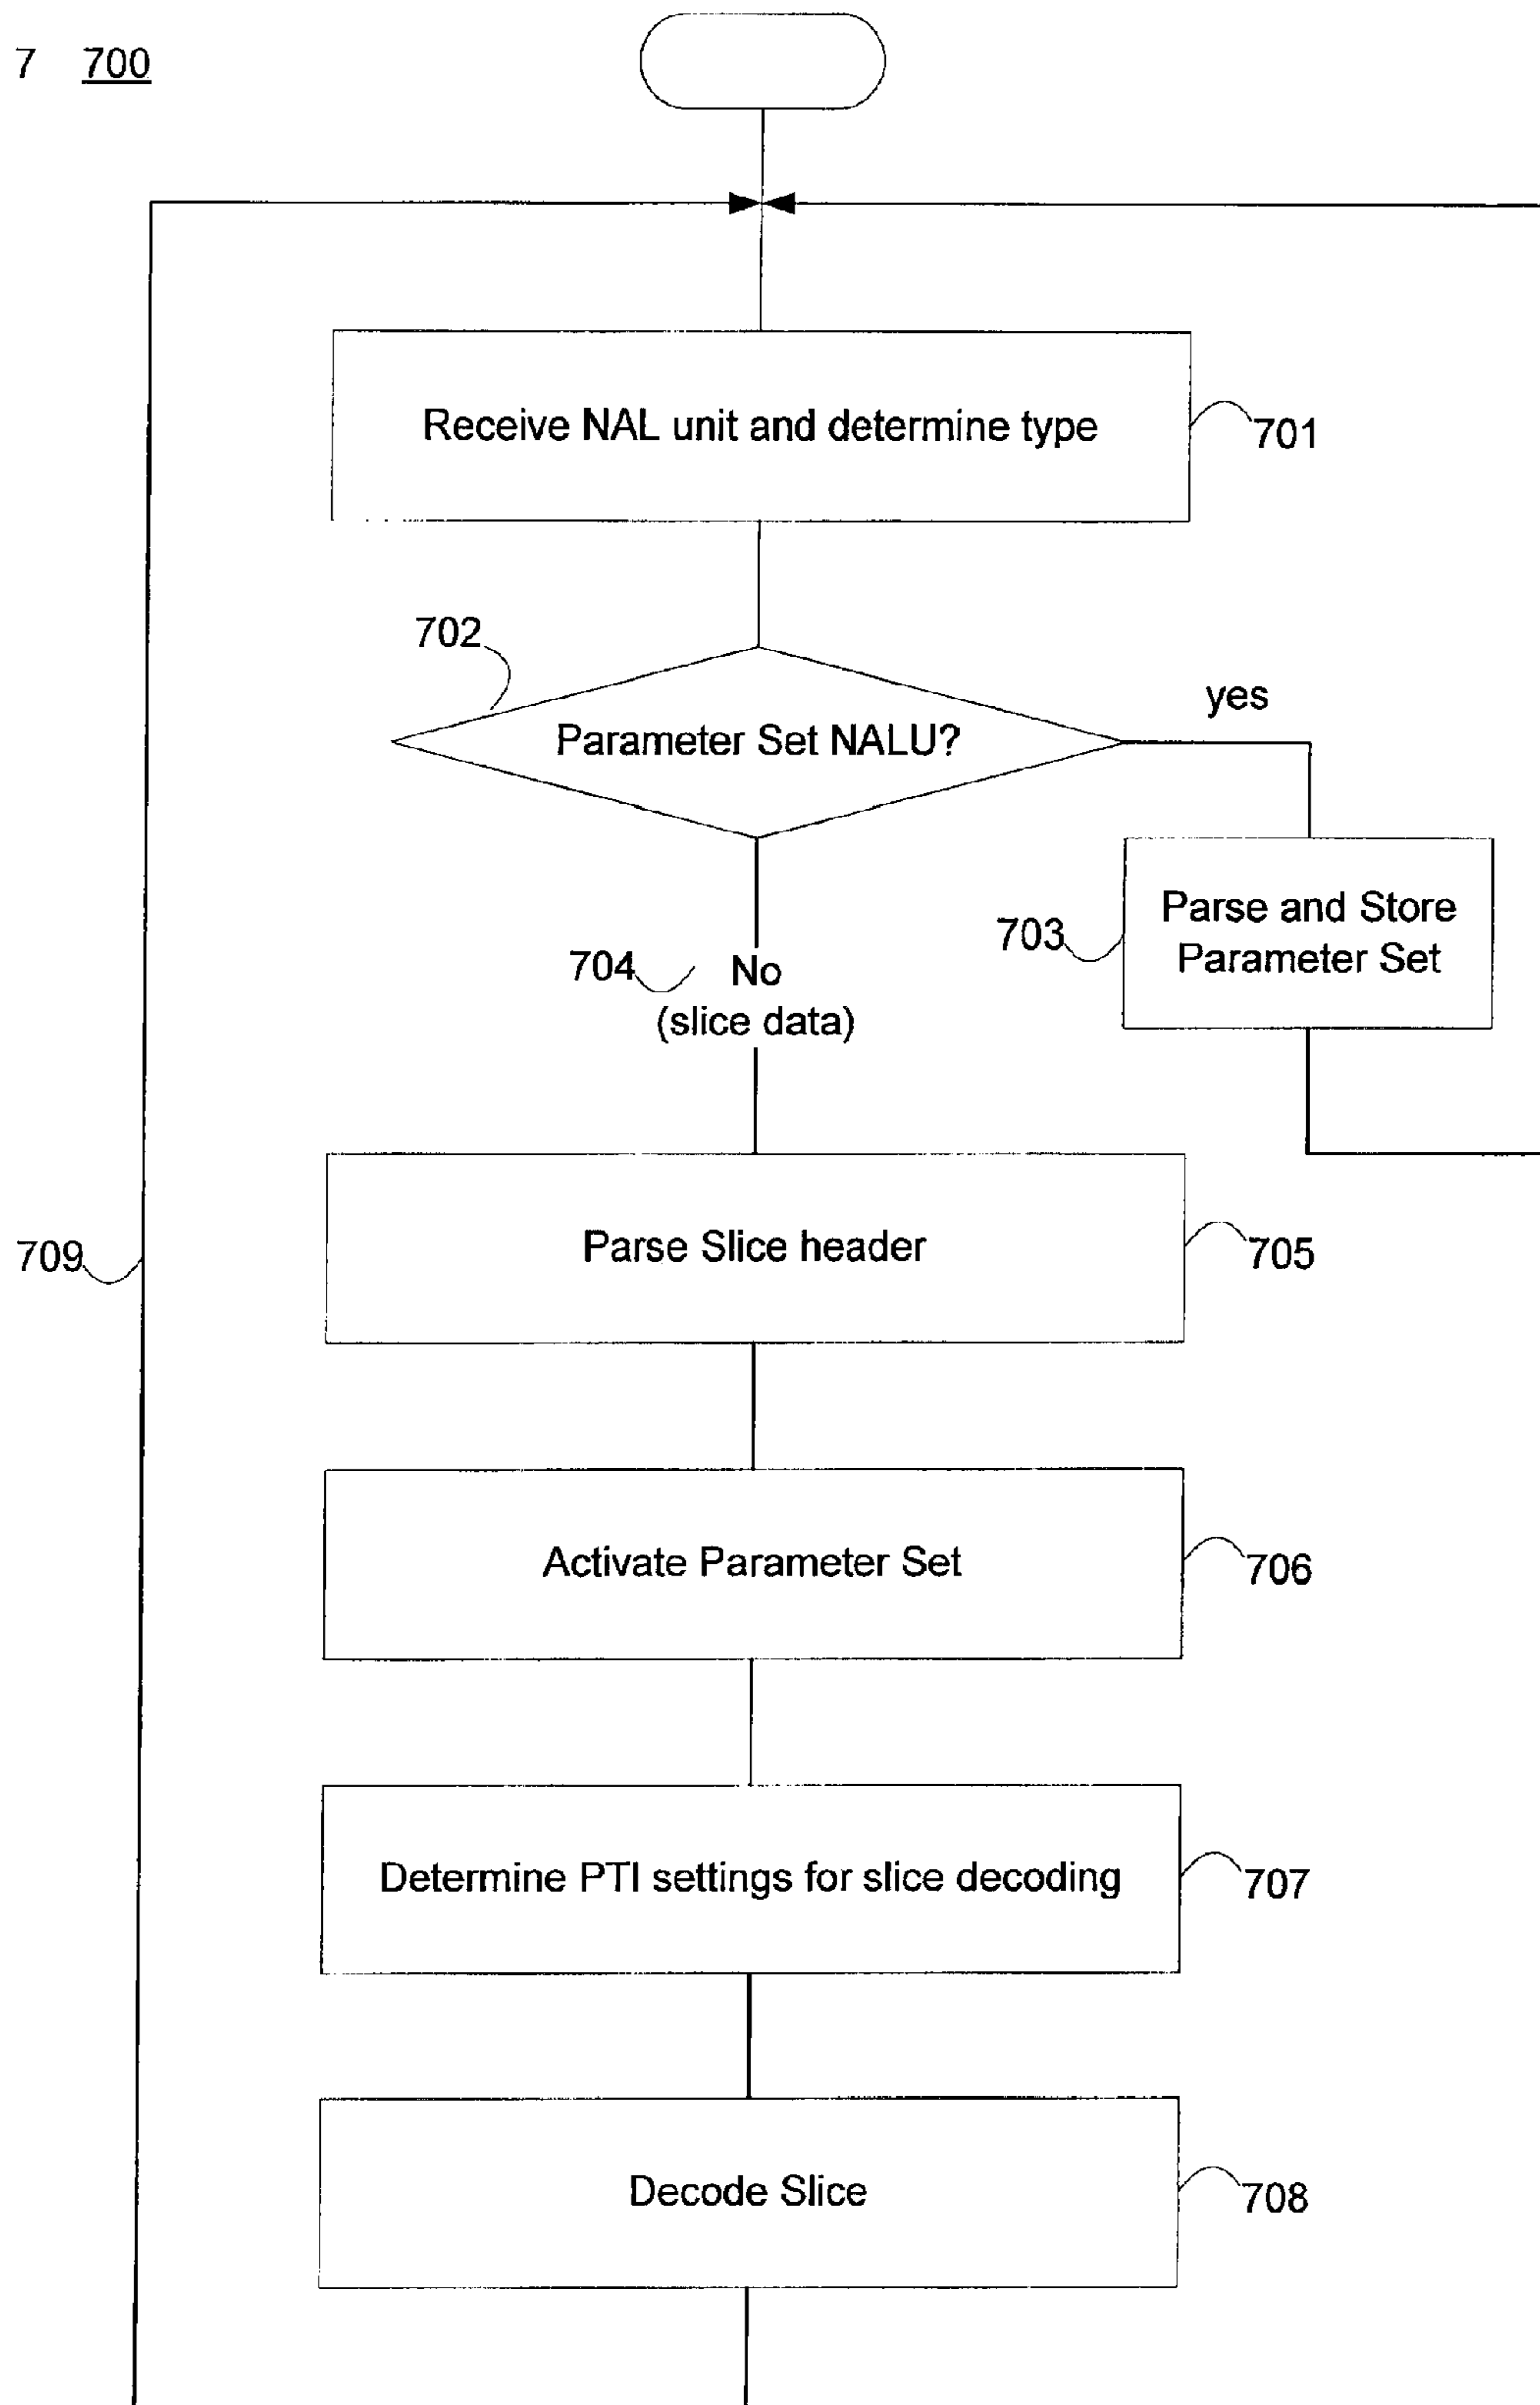 7 700
Receive NAL unit and determine type
701
702
Parameter Set NALU?
yes
Parse and Store
Parameter Set
703
704
No
(slice data)
Parse Slice header
705
709
Activate Parameter Set
706
Determine PTI settings for slice decoding
707
Decode Slice
708